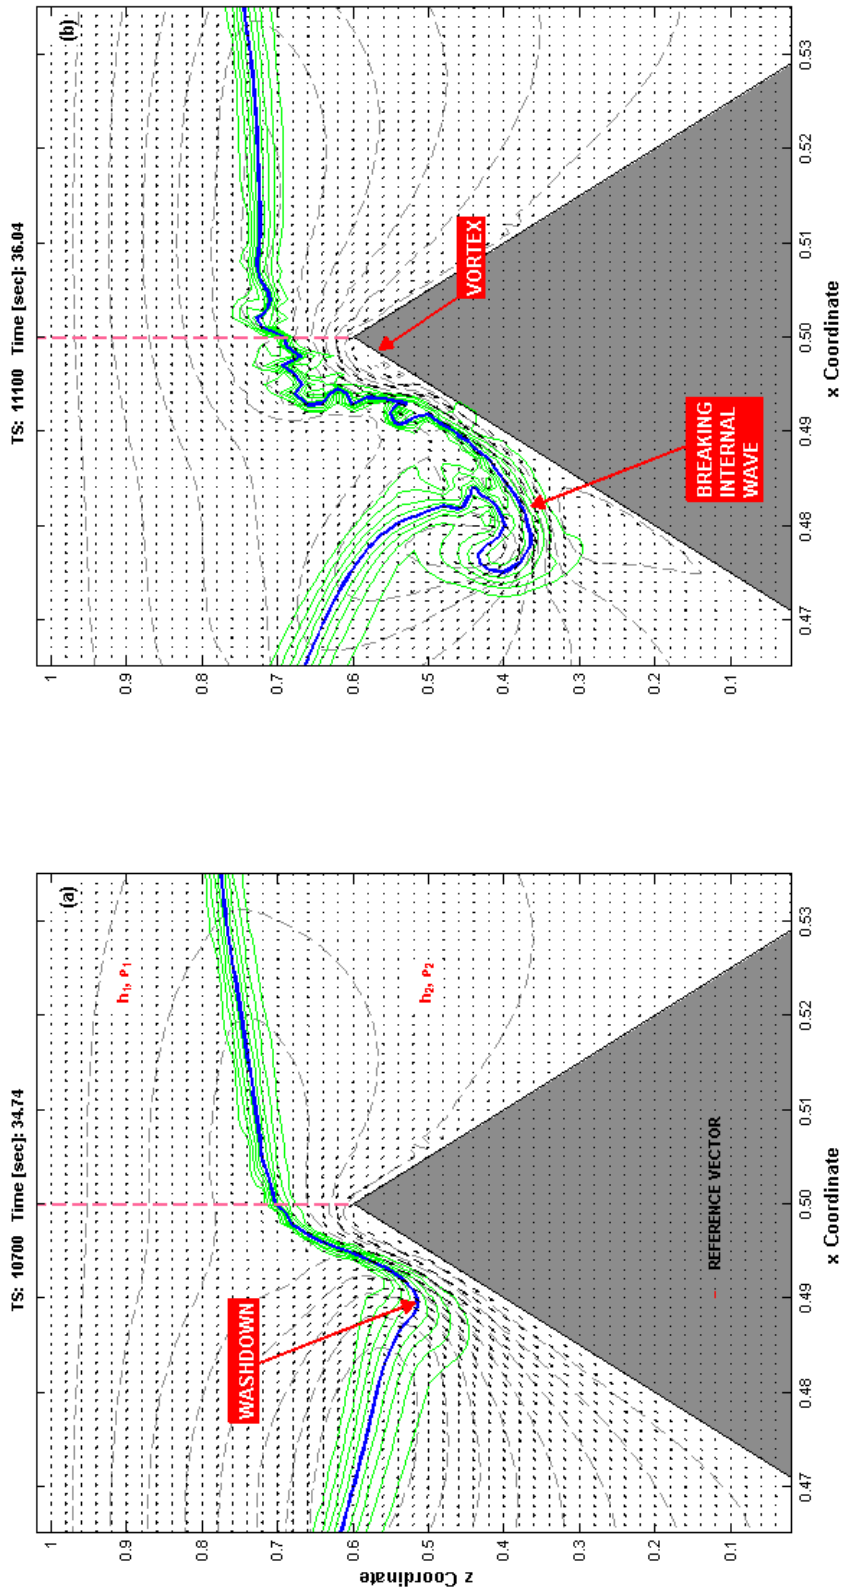 TS: 10700 Time [sec]: 34.74
(a)
h1, ρ1
h2, ρ2
WASHDOWN
REFERENCE VECTOR
z Coordinate
1
0.9
0.8
0.7
0.6
0.5
0.4
0.3
0.2
0.1
0.47 0.48 0.49 0.50 0.51 0.52 0.53
x Coordinate
TS: 11100 Time [sec]: 36.04
(b)
VORTEX
BREAKING
INTERNAL
WAVE
1
0.9
0.8
0.7
0.6
0.5
0.4
0.3
0.2
0.1
0.47 0.48 0.49 0.50 0.51 0.52 0.53
x Coordinate